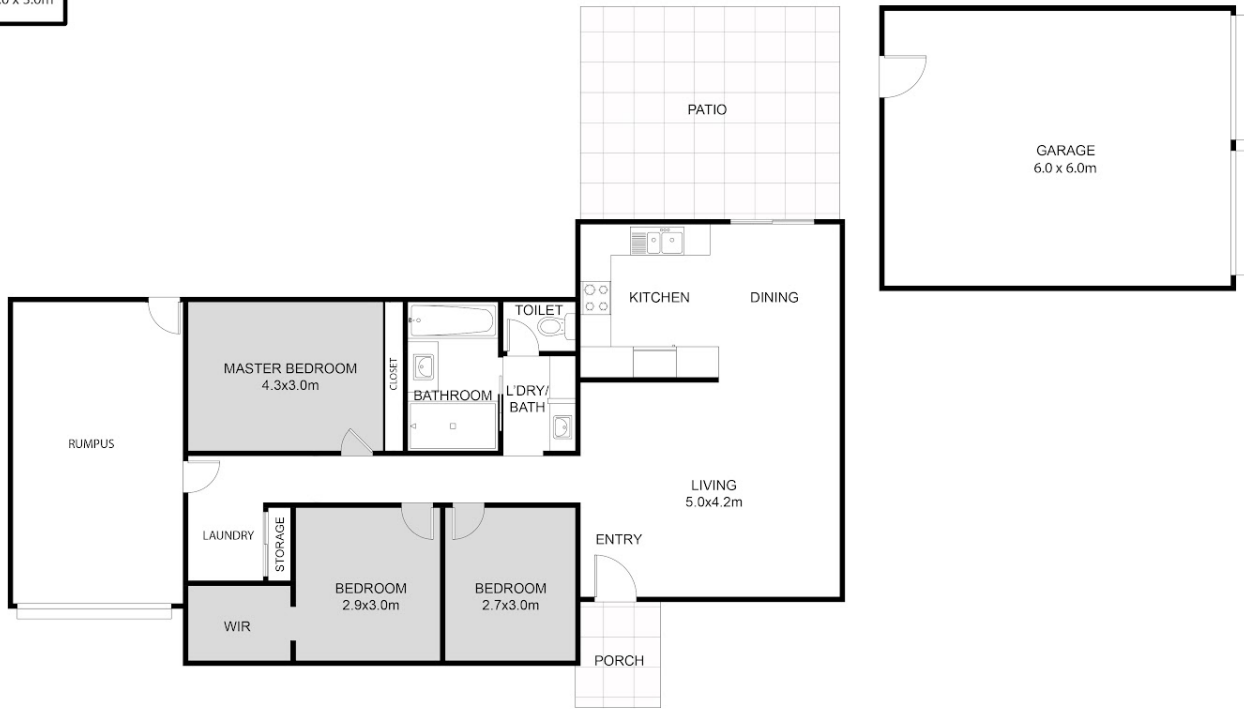 PATIO
GARAGE
6.0 x 6.0m
KITCHEN
DINING
TOILET
MASTER BEDROOM
4.3x3.0m
CLOSET
BATHROOM
L'DRY/
BATH
RUMPUS
LIVING
5.0x4.2m
LAUNDRY
STORAGE
ENTRY
BEDROOM
2.9x3.0m
BEDROOM
2.7x3.0m
WIR
PORCH